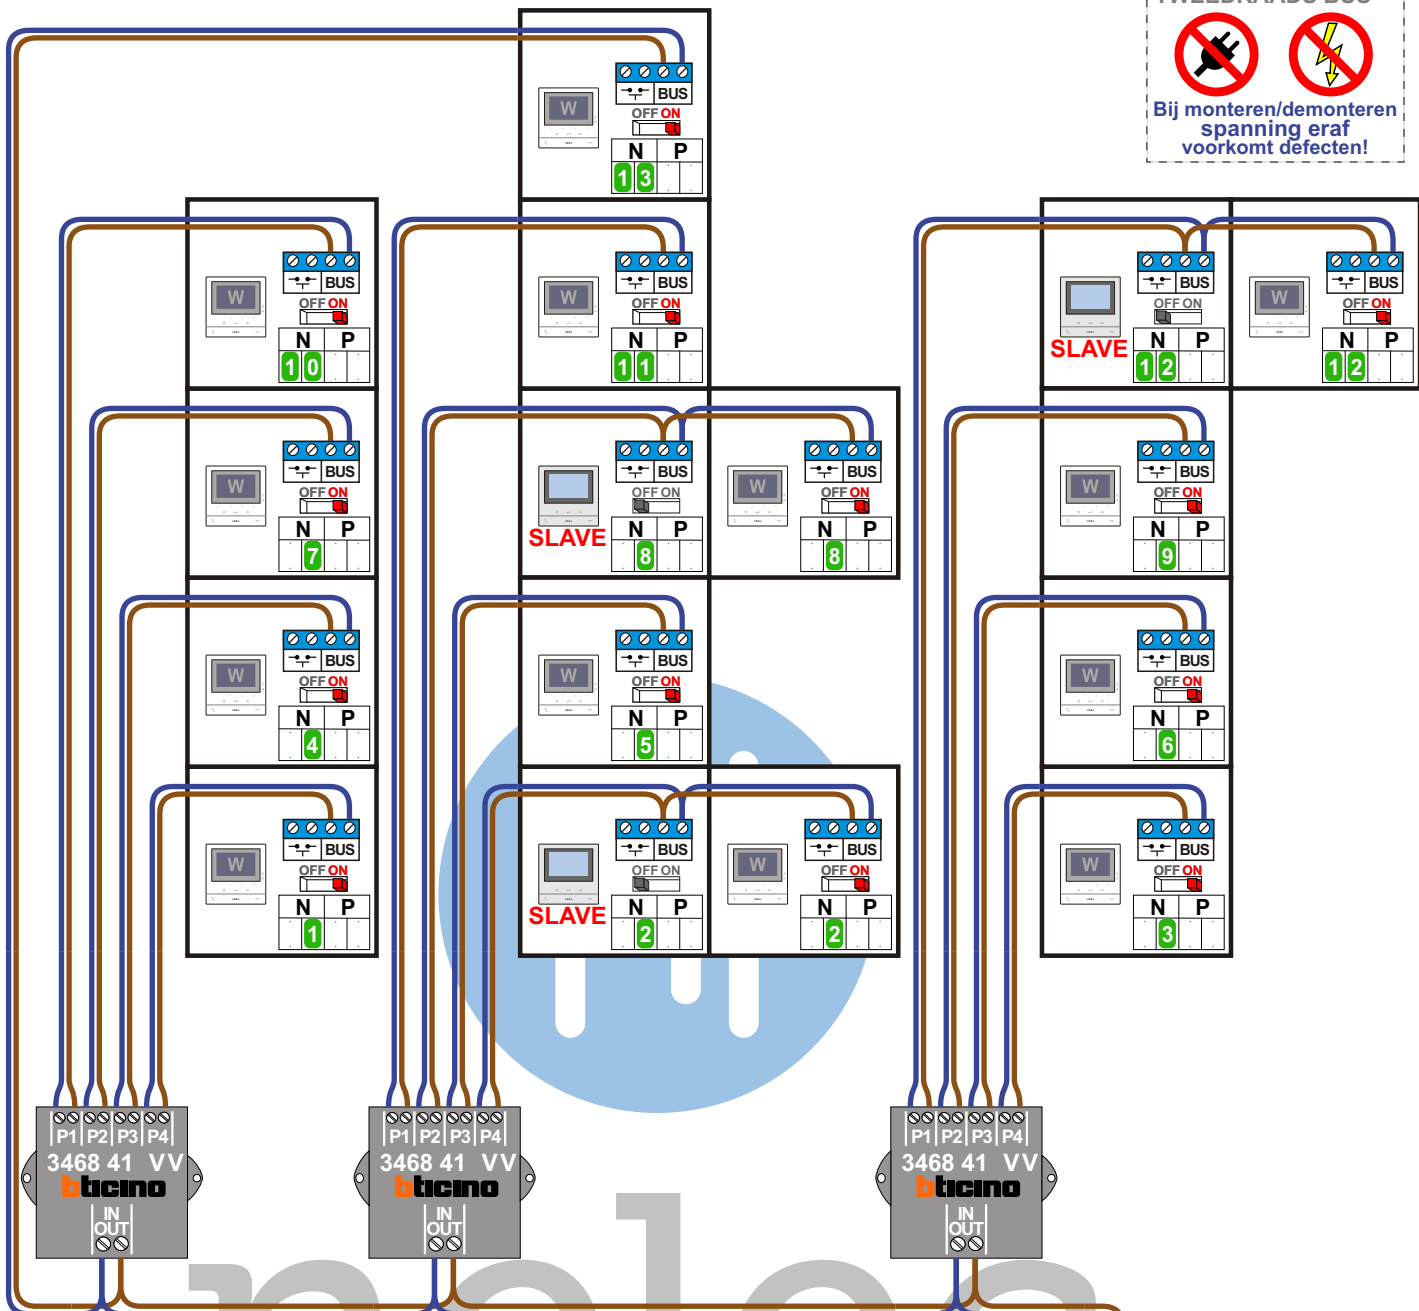 TWEEDRAADS BUS
Bij monteren/demonteren
spanning eraf
voorkomt defecten!
W
BUS
OFF ON
N P
1 3
W
BUS
OFF ON
N P
1 0
W
BUS
OFF ON
N P
1 1
BUS
OFF ON
SLAVE
N P
1 2
W
BUS
OFF ON
N P
1 2
W
BUS
OFF ON
N P
7
BUS
OFF ON
SLAVE
N P
8
W
BUS
OFF ON
N P
8
W
BUS
OFF ON
N P
9
W
BUS
OFF ON
N P
4
W
BUS
OFF ON
N P
5
W
BUS
OFF ON
N P
6
W
BUS
OFF ON
N P
1
BUS
OFF ON
SLAVE
N P
2
W
BUS
OFF ON
N P
2
W
BUS
OFF ON
N P
3
P1 P2 P3 P4
3468 41 VV
bticino
IN
OUT
P1 P2 P3 P4
3468 41 VV
bticino
IN
OUT
P1 P2 P3 P4
3468 41 VV
bticino
IN
OUT